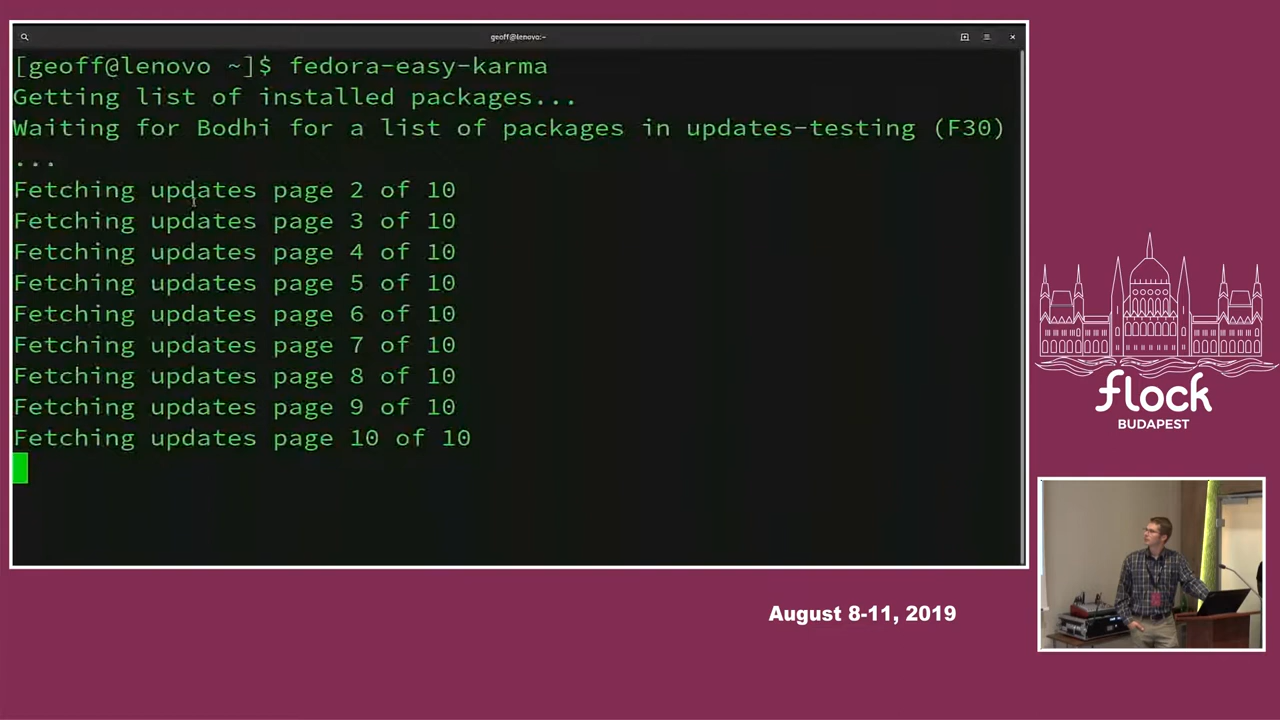 geoff@lenovo:~
[geoff@lenovo ~]$ fedora-easy-karma
Getting list of installed packages...
Waiting for Bodhi for a list of packages in updates-testing (F30)
...
Fetching updates page 2 of 10
Fetching updates page 3 of 10
Fetching updates page 4 of 10
Fetching updates page 5 of 10
Fetching updates page 6 of 10
Fetching updates page 7 of 10
Fetching updates page 8 of 10
Fetching updates page 9 of 10
Fetching updates page 10 of 10
flock
BUDAPEST
August 8-11, 2019